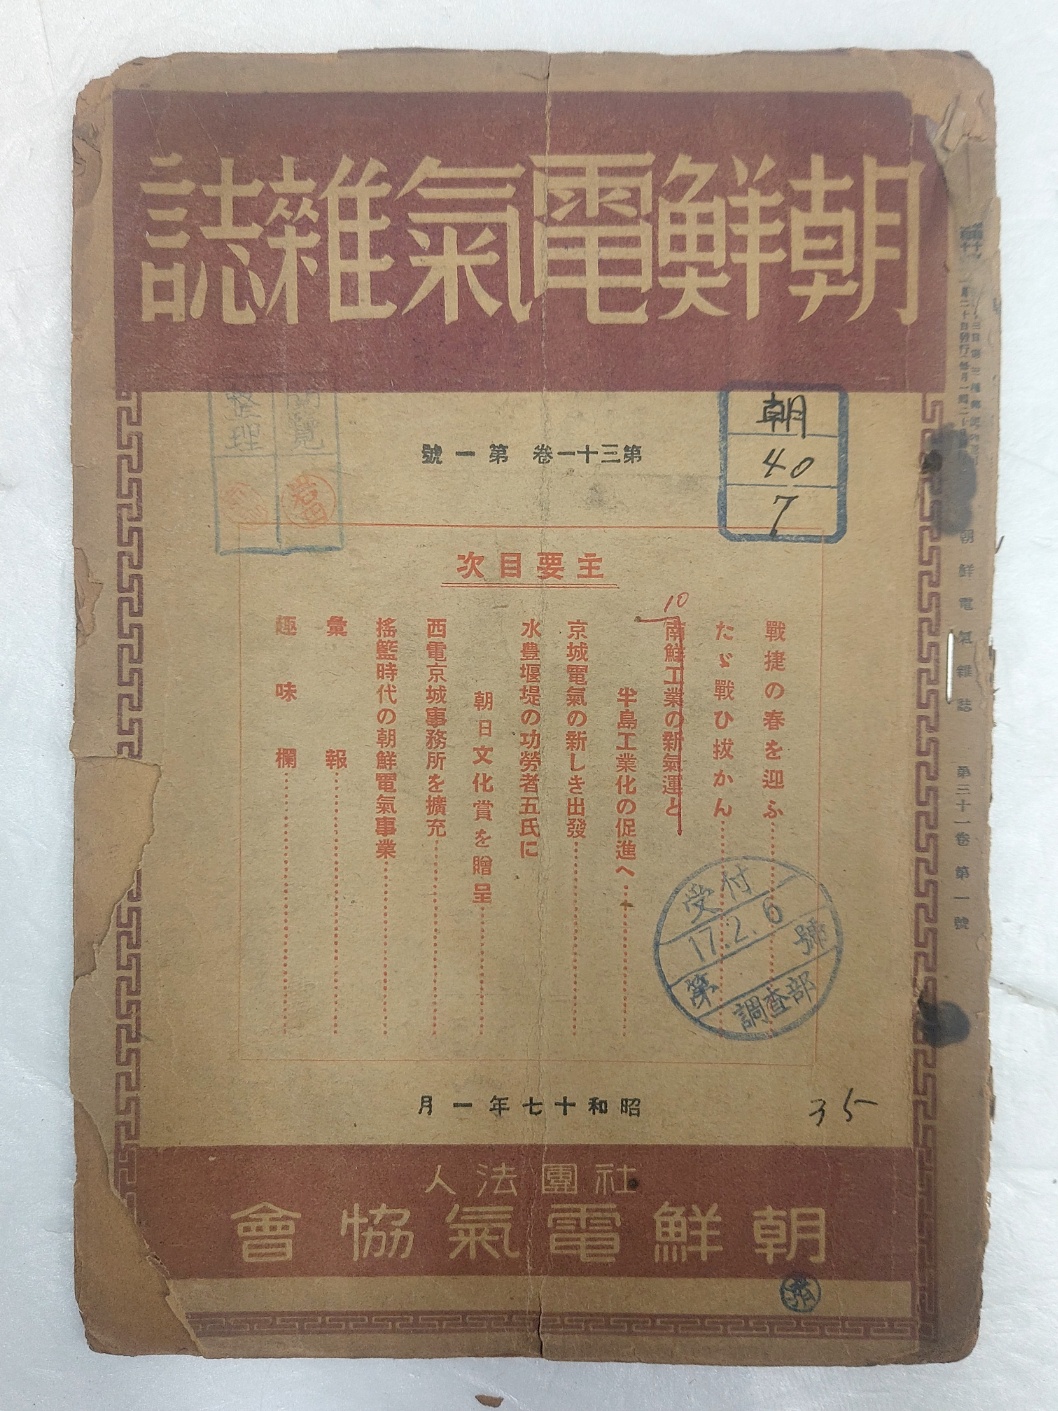 朝鮮電氣雜誌
第三十一卷 第一號
朝
40
7
整理
主要目次
戰捷の春を迎ふ
たゞ戰ひ拔かん
10
南鮮工業の新氣運と
半島工業化の促進へ
京城電氣の新しき出發
水豊堰堤の功勞者五氏に
朝日文化賞を贈呈
西電京城事務所を擴充
搖籃時代の朝鮮電氣事業
彙報
趣味欄
受付
17.2.6
第 號
調查部
昭和十七年一月
35
社團法人
朝鮮電氣協會
濟
朝鮮電氣雜誌 第三十一卷 第一號